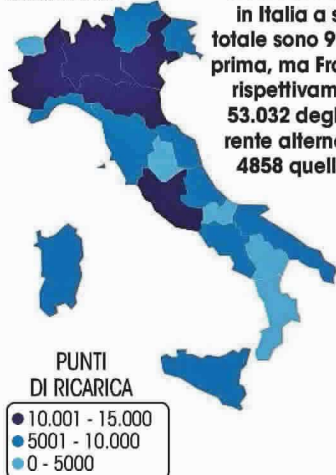 in Italia a s
totale sono 9
prima, ma Fra
rispettivam
53.032 degl
rente altern
4858 quell
PUNTI
DI RICARICA
10.001 - 15.000
5001 - 10.000
0 - 5000